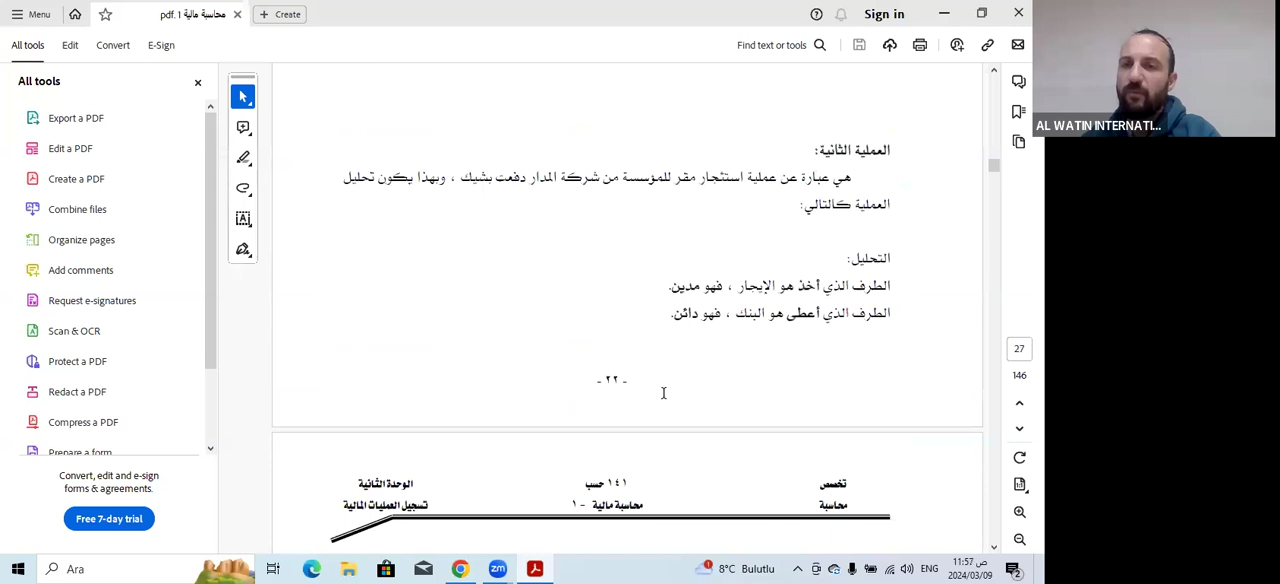 Menu
محاسبة مالية 1.pdf
Create
Sign in
All tools
Edit
Convert
E-Sign
Find text or tools
All tools
Export a PDF
Edit a PDF
Create a PDF
Combine files
Organize pages
Add comments
Request e-signatures
Scan & OCR
Protect a PDF
Redact a PDF
Compress a PDF
Prepare a form
Convert, edit and e-sign
forms & agreements.
Free 7-day trial
العملية الثانية:
هي عبارة عن عملية استئجار مقر للمؤسسة من شركة المدار دفعت بشيك ، وبهذا يكون تحليل
العملية كالتالي:
التحليل:
الطرف الذي أخذ هو الإيجار ، فهو مدين.
الطرف الذي أعطى هو البنك ، فهو دائن.
- ٢٢ -
تخصص
١٤١ حسب
الوحدة الثانية
محاسبة
محاسبة مالية - ١
تسجيل العمليات المالية
27
146
AL WATIN INTERNATI...
Ara
8°C Bulutlu
ENG
11:57 ص
2024/03/09
2